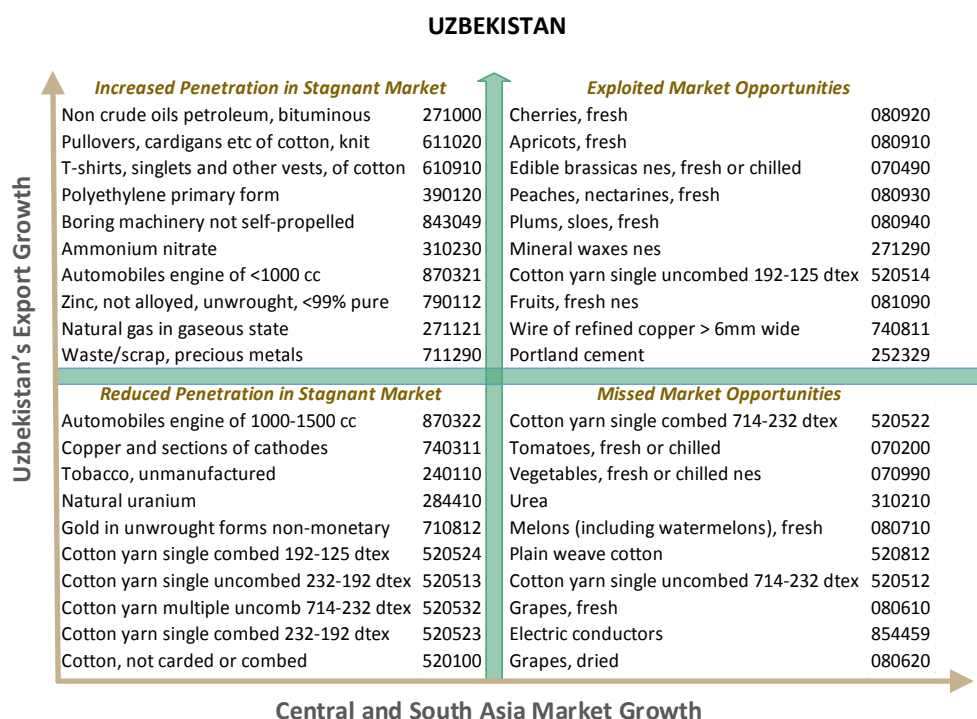 UZBEKISTAN
Uzbekistan's Export Growth
Increased Penetration in Stagnant Market
Non crude oils petroleum, bituminous 271000
Pullovers, cardigans etc of cotton, knit 611020
T-shirts, singlets and other vests, of cotton 610910
Polyethylene primary form 390120
Boring machinery not self-propelled 843049
Ammonium nitrate 310230
Automobiles engine of <1000 cc 870321
Zinc, not alloyed, unwrought, <99% pure 790112
Natural gas in gaseous state 271121
Waste/scrap, precious metals 711290
Exploited Market Opportunities
Cherries, fresh 080920
Apricots, fresh 080910
Edible brassicas nes, fresh or chilled 070490
Peaches, nectarines, fresh 080930
Plums, sloes, fresh 080940
Mineral waxes nes 271290
Cotton yarn single uncombed 192-125 dtex 520514
Fruits, fresh nes 081090
Wire of refined copper > 6mm wide 740811
Portland cement 252329
Reduced Penetration in Stagnant Market
Automobiles engine of 1000-1500 cc 870322
Copper and sections of cathodes 740311
Tobacco, unmanufactured 240110
Natural uranium 284410
Gold in unwrought forms non-monetary 710812
Cotton yarn single combed 192-125 dtex 520524
Cotton yarn single uncombed 232-192 dtex 520513
Cotton yarn multiple uncomb 714-232 dtex 520532
Cotton yarn single combed 232-192 dtex 520523
Cotton, not carded or combed 520100
Missed Market Opportunities
Cotton yarn single combed 714-232 dtex 520522
Tomatoes, fresh or chilled 070200
Vegetables, fresh or chilled nes 070990
Urea 310210
Melons (including watermelons), fresh 080710
Plain weave cotton 520812
Cotton yarn single uncombed 714-232 dtex 520512
Grapes, fresh 080610
Electric conductors 854459
Grapes, dried 080620
Central and South Asia Market Growth